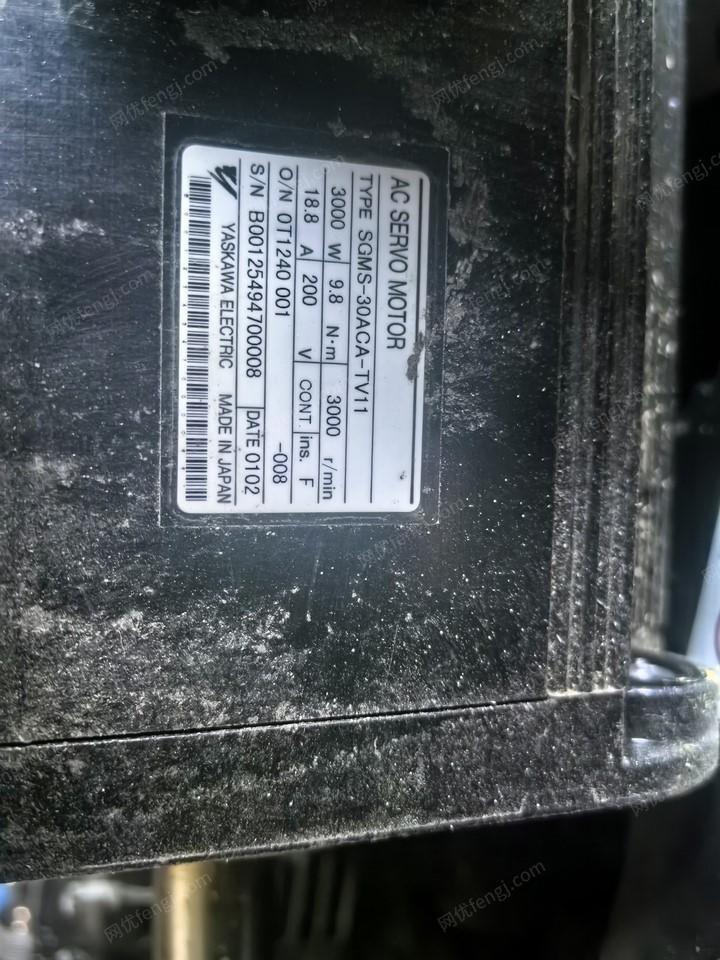 AC SERVO MOTOR
TYPE SGMS-30ACA-TV11
3000 W 9.8 N·m 3000 r/min
18.8 A 200 V CONT. ins. F
O/N 0T1240 001 -008
S/N B00125494700008 DATE 0102
YASKAWA ELECTRIC MADE IN JAPAN
网优fengj.com